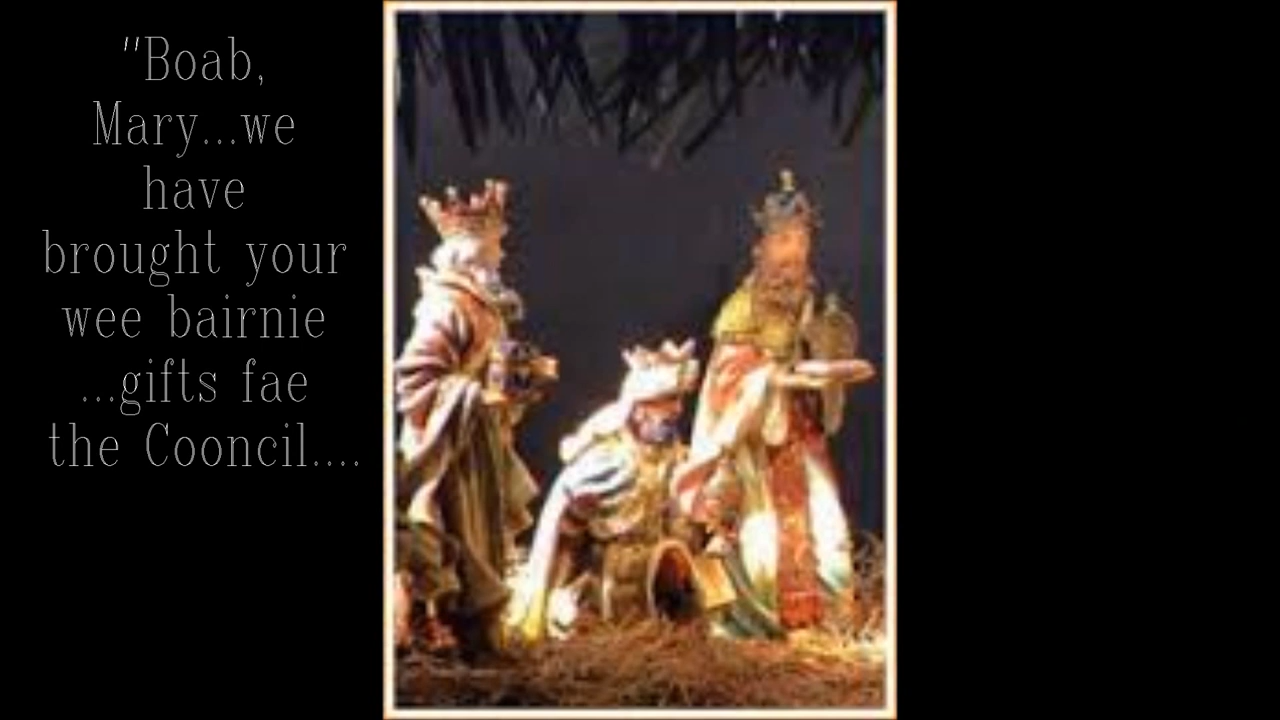 "Boab,
Mary...we
have
brought your
wee bairnie
...gifts fae
the Cooncil....